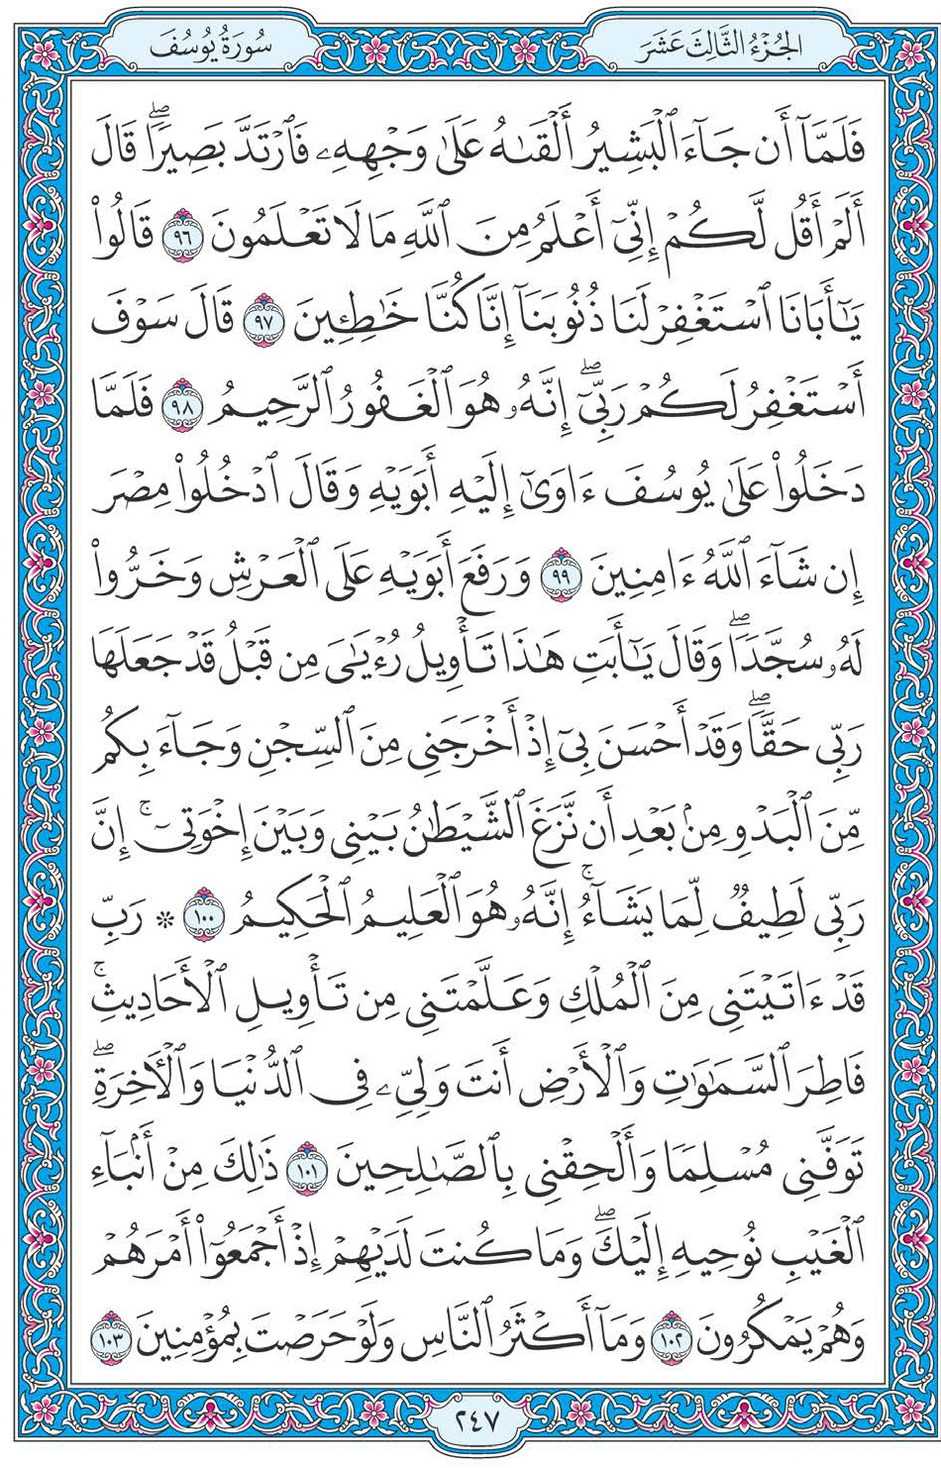 الجُزْءُ الثَّالِثَ عَشَرَ
سُورَةُ يُوسُفَ
فَلَمَّآ أَن جَآءَ ٱلْبَشِيرُ أَلْقَىٰهُ عَلَىٰ وَجْهِهِۦ فَٱرْتَدَّ بَصِيرًاۖ قَالَ
أَلَمْ أَقُل لَّكُمْ إِنِّىٓ أَعْلَمُ مِنَ ٱللَّهِ مَا لَا تَعْلَمُونَ ٩٦ قَالُوا۟
يَـٰٓأَبَانَا ٱسْتَغْفِرْ لَنَا ذُنُوبَنَآ إِنَّا كُنَّا خَـٰطِـِٔينَ ٩٧ قَالَ سَوْفَ
أَسْتَغْفِرُ لَكُمْ رَبِّىٓۖ إِنَّهُۥ هُوَ ٱلْغَفُورُ ٱلرَّحِيمُ ٩٨ فَلَمَّا
دَخَلُوا۟ عَلَىٰ يُوسُفَ ءَاوَىٰٓ إِلَيْهِ أَبَوَيْهِ وَقَالَ ٱدْخُلُوا۟ مِصْرَ
إِن شَآءَ ٱللَّهُ ءَامِنِينَ ٩٩ وَرَفَعَ أَبَوَيْهِ عَلَى ٱلْعَرْشِ وَخَرُّوا۟
لَهُۥ سُجَّدًاۖ وَقَالَ يَـٰٓأَبَتِ هَـٰذَا تَأْوِيلُ رُءْيَـٰىَ مِن قَبْلُ قَدْ جَعَلَهَا
رَبِّى حَقًّاۖ وَقَدْ أَحْسَنَ بِىٓ إِذْ أَخْرَجَنِى مِنَ ٱلسِّجْنِ وَجَآءَ بِكُم
مِّنَ ٱلْبَدْوِ مِنۢ بَعْدِ أَن نَّزَغَ ٱلشَّيْطَـٰنُ بَيْنِى وَبَيْنَ إِخْوَتِىٓۚ إِنَّ
رَبِّى لَطِيفٌ لِّمَا يَشَآءُۚ إِنَّهُۥ هُوَ ٱلْعَلِيمُ ٱلْحَكِيمُ ١٠٠ ۞ رَبِّ
قَدْ ءَاتَيْتَنِى مِنَ ٱلْمُلْكِ وَعَلَّمْتَنِى مِن تَأْوِيلِ ٱلْأَحَادِيثِۚ
فَاطِرَ ٱلسَّمَـٰوَٰتِ وَٱلْأَرْضِ أَنتَ وَلِىِّۦ فِى ٱلدُّنْيَا وَٱلْـَٔاخِرَةِۖ
تَوَفَّنِى مُسْلِمًا وَأَلْحِقْنِى بِٱلصَّـٰلِحِينَ ١٠١ ذَٰلِكَ مِنْ أَنۢبَآءِ
ٱلْغَيْبِ نُوحِيهِ إِلَيْكَۖ وَمَا كُنتَ لَدَيْهِمْ إِذْ أَجْمَعُوٓا۟ أَمْرَهُمْ
وَهُمْ يَمْكُرُونَ ١٠٢ وَمَآ أَكْثَرُ ٱلنَّاسِ وَلَوْ حَرَصْتَ بِمُؤْمِنِينَ ١٠٣
٢٤٧